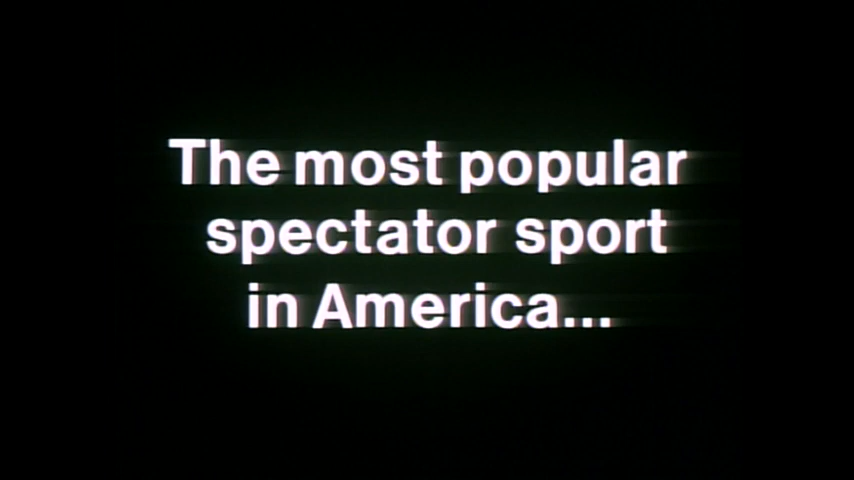 The most popular
spectator sport
in America...